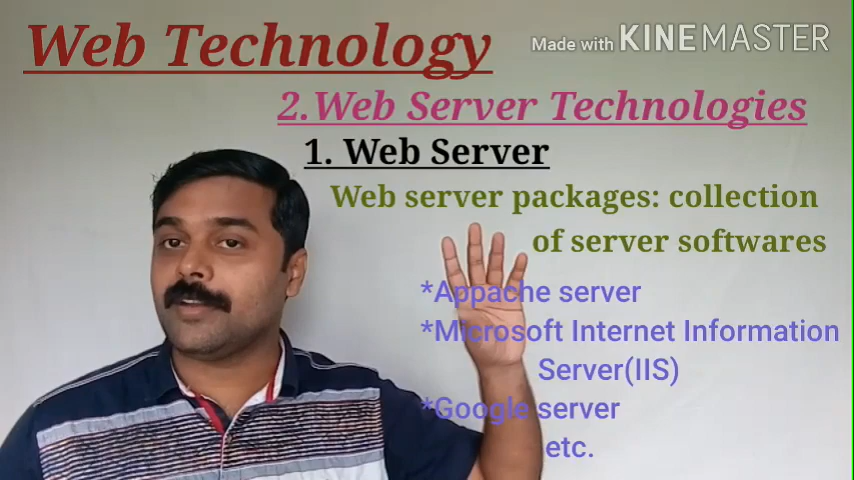 Web Technology
Made with KINEMASTER
2.Web Server Technologies
1. Web Server
Web server packages: collection
of server softwares
*Appache server
*Microsoft Internet Information
Server(IIS)
*Google server
etc.